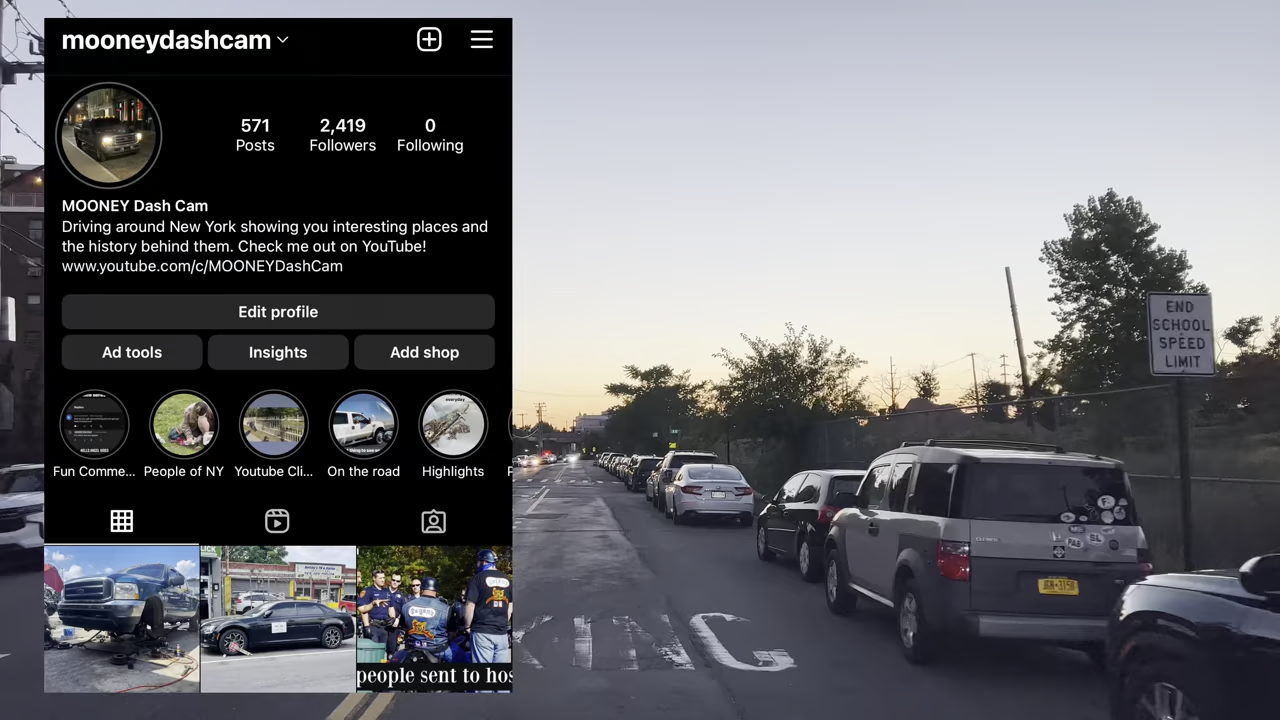 mooneydashcam
571
Posts
2,419
Followers
0
Following
MOONEY Dash Cam
Driving around New York showing you interesting places and
the history behind them. Check me out on YouTube!
www.youtube.com/c/MOONEYDashCam
Edit profile
Ad tools
Insights
Add shop
Fun Comme...
People of NY
Youtube Cli...
On the road
everyday
Highlights
people sent to hos
END
SCHOOL
SPEED
LIMIT
KING